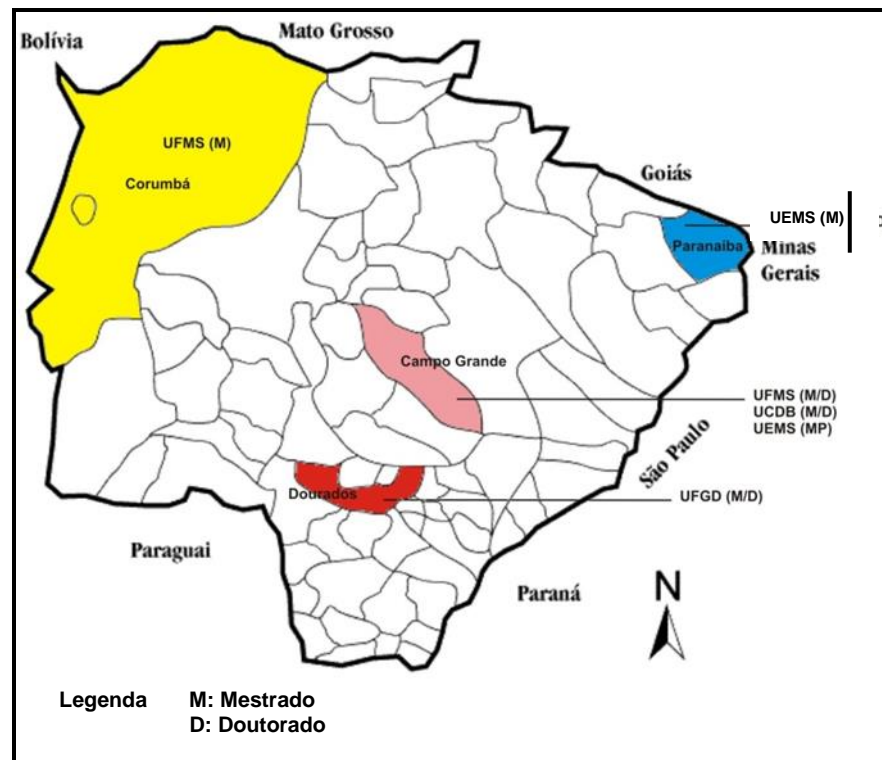 Mato Grosso
Bolívia
UFMS (M)
Corumbá
Goiás
UEMS (M)
Paranaiba
Minas
Gerais
Campo Grande
UFMS (M/D)
UCDB (M/D)
UEMS (MP)
São Paulo
Dourados
UFGD (M/D)
Paraguai
Paraná
N
Legenda M: Mestrado
D: Doutorado